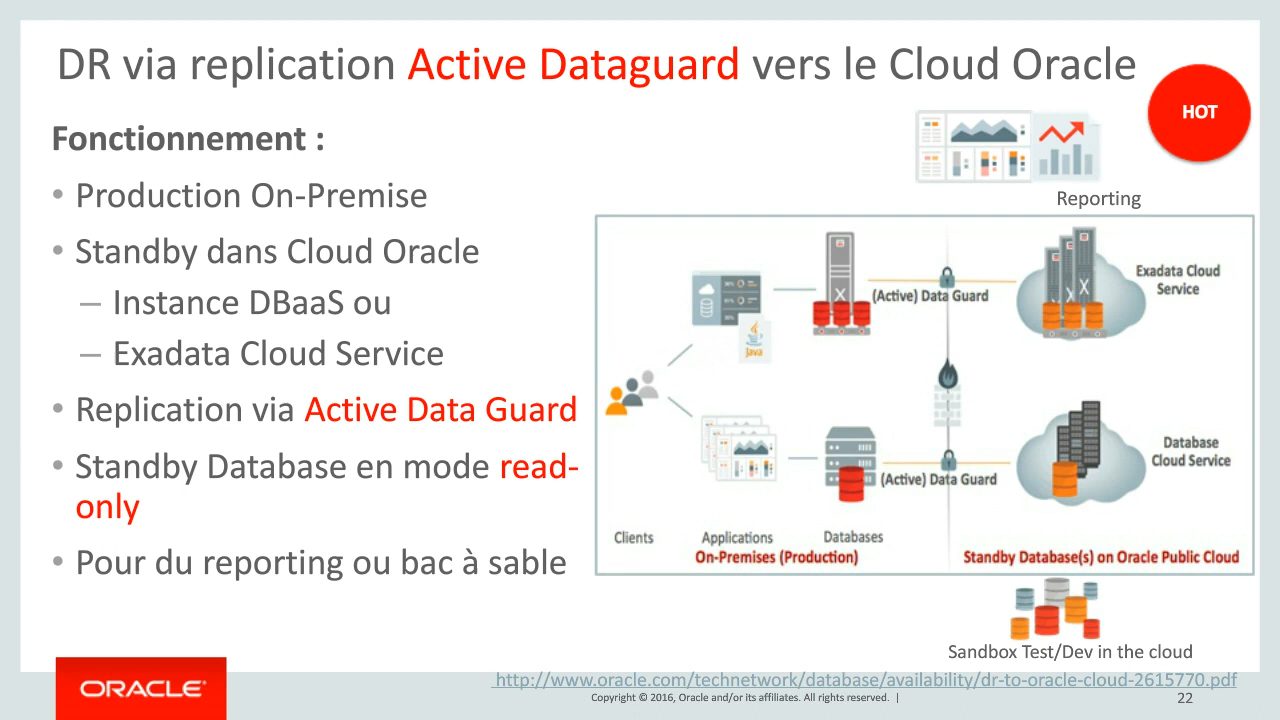 DR via replication Active Dataguard vers le Cloud Oracle
HOT
Fonctionnement :
• Production On-Premise
• Standby dans Cloud Oracle
– Instance DBaaS ou
– Exadata Cloud Service
• Replication via Active Data Guard
• Standby Database en mode read-
only
• Pour du reporting ou bac à sable
Reporting
Exadata Cloud
Service
(Active) Data Guard
Java
Database
Cloud Service
(Active) Data Guard
Clients
Applications
Databases
On-Premises (Production)
Standby Database(s) on Oracle Public Cloud
Sandbox Test/Dev in the cloud
http://www.oracle.com/technetwork/database/availability/dr-to-oracle-cloud-2615770.pdf
ORACLE®
Copyright © 2016, Oracle and/or its affiliates. All rights reserved. |
22